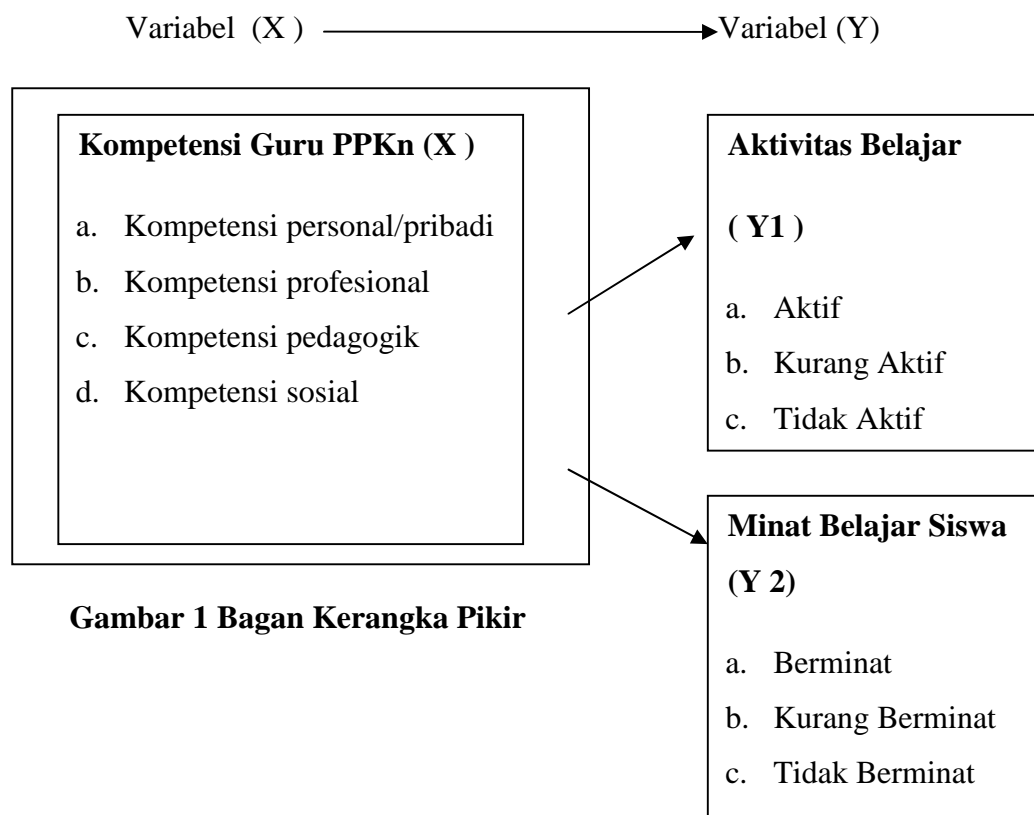 Variabel (X ) Variabel (Y)
Kompetensi Guru PPKn (X )
a. Kompetensi personal/pribadi
b. Kompetensi profesional
c. Kompetensi pedagogik
d. Kompetensi sosial
Aktivitas Belajar
( Y1 )
a. Aktif
b. Kurang Aktif
c. Tidak Aktif
Minat Belajar Siswa
(Y 2)
a. Berminat
b. Kurang Berminat
c. Tidak Berminat
Gambar 1 Bagan Kerangka Pikir